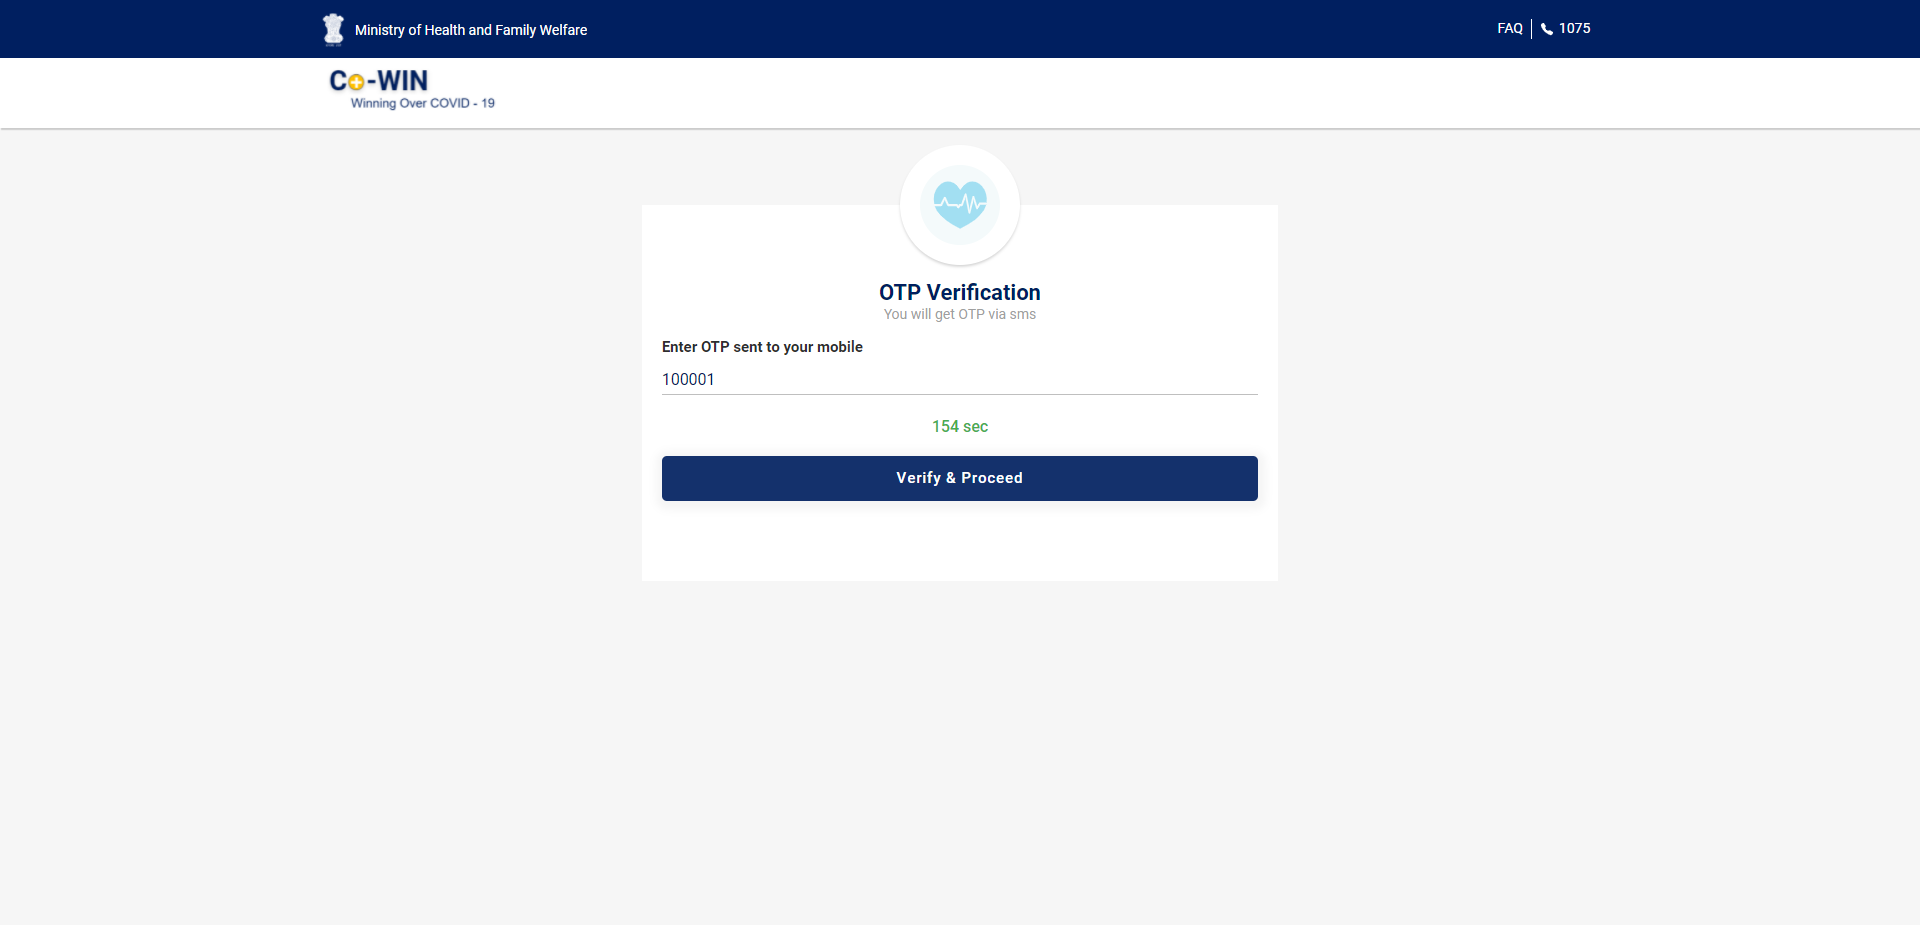 Ministry of Health and Family Welfare
FAQ
1075
Co-WIN
Winning Over COVID - 19
OTP Verification
You will get OTP via sms
Enter OTP sent to your mobile
100001
154 sec
Verify & Proceed